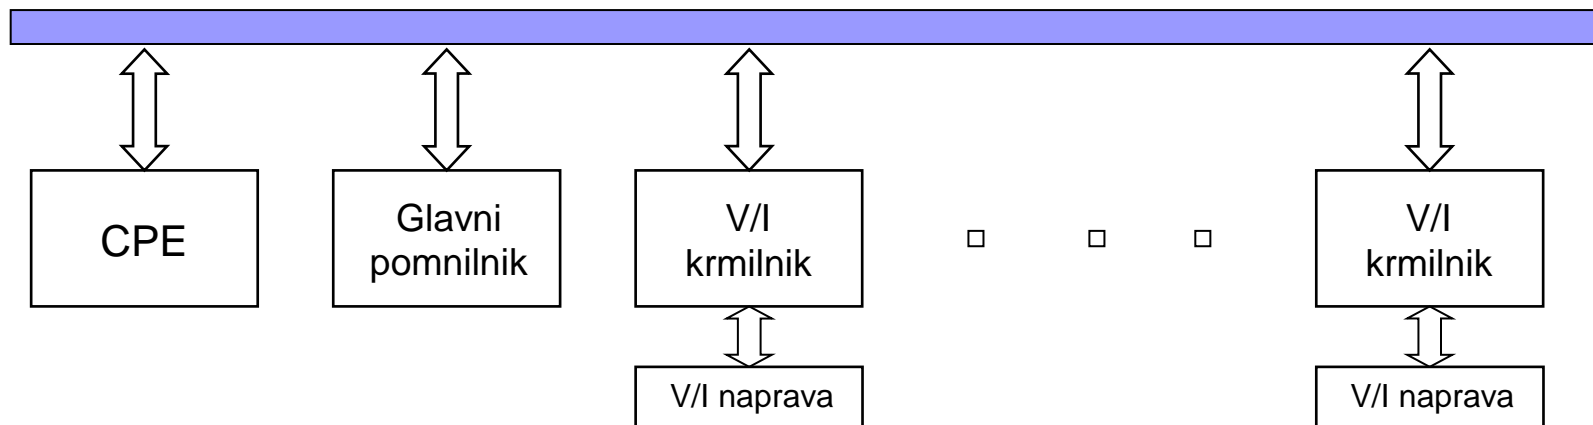 CPE
Glavni
pomnilnik
V/I
krmilnik
V/I
krmilnik
V/I naprava
V/I naprava